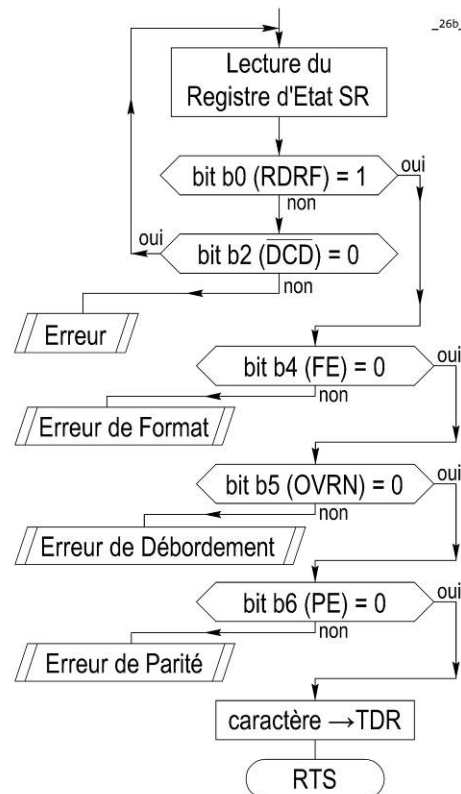 _26b_
Lecture du
Registre d'Etat SR
bit b0 (RDRF) = 1
oui
non
oui
bit b2 (D̅C̅D̅) = 0
non
Erreur
bit b4 (FE) = 0
oui
non
Erreur de Format
bit b5 (OVRN) = 0
oui
non
Erreur de Débordement
bit b6 (PE) = 0
oui
non
Erreur de Parité
caractère →TDR
RTS